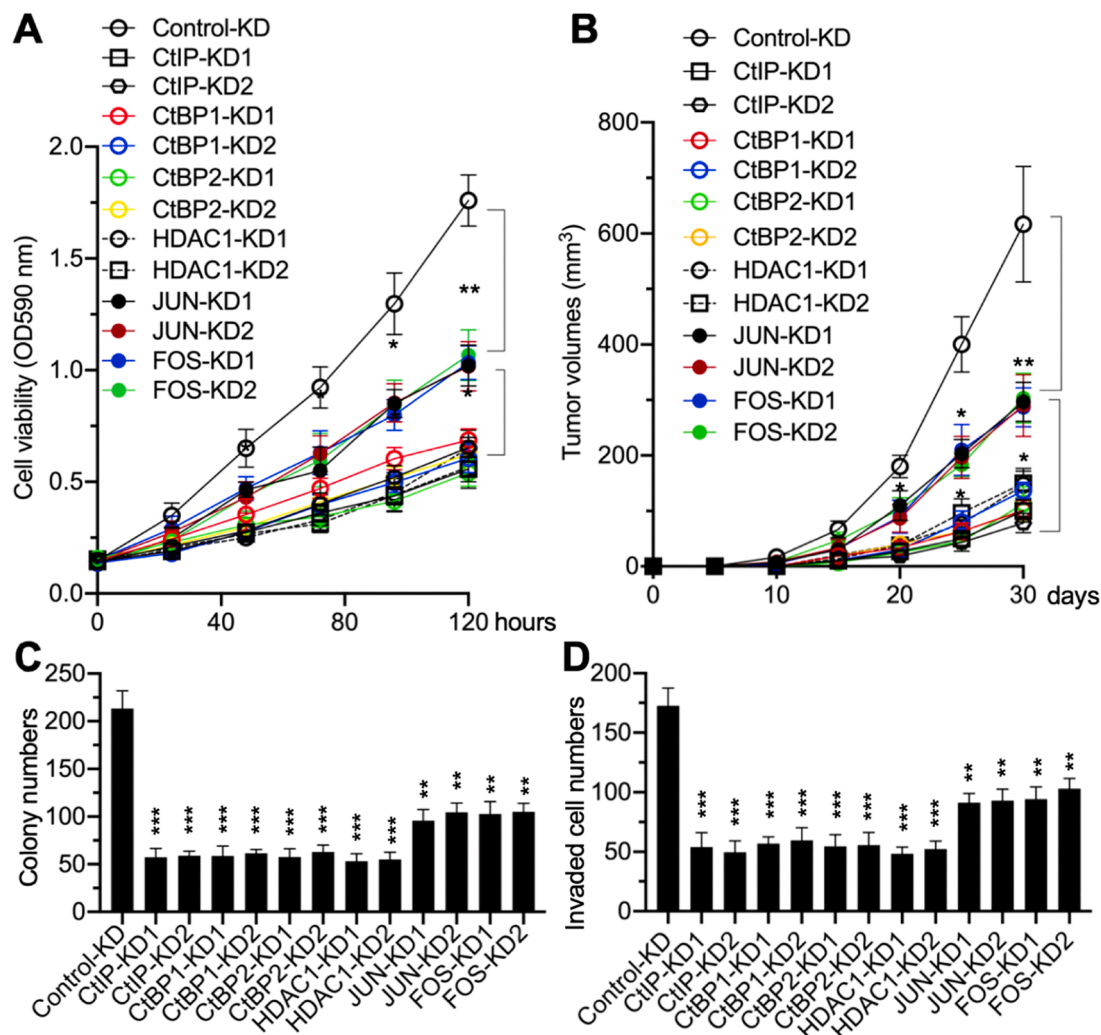 A
Control-KD
CtIP-KD1
CtIP-KD2
CtBP1-KD1
CtBP1-KD2
CtBP2-KD1
CtBP2-KD2
HDAC1-KD1
HDAC1-KD2
JUN-KD1
JUN-KD2
FOS-KD1
FOS-KD2
Cell viability (OD590 nm)
2.0
1.5
1.0
0.5
0.0
0 40 80 120 hours
* * * ** *
B
Control-KD
CtIP-KD1
CtIP-KD2
CtBP1-KD1
CtBP1-KD2
CtBP2-KD1
CtBP2-KD2
HDAC1-KD1
HDAC1-KD2
JUN-KD1
JUN-KD2
FOS-KD1
FOS-KD2
Tumor volumes (mm³)
800
600
400
200
0
0 10 20 30 days
* * * ** *
C
Colony numbers
250
200
150
100
50
0
*** *** *** *** *** *** *** *** ** ** ** **
Control-KD
CtIP-KD1
CtIP-KD2
CtBP1-KD1
CtBP1-KD2
CtBP2-KD1
CtBP2-KD2
HDAC1-KD1
HDAC1-KD2
JUN-KD1
JUN-KD2
FOS-KD1
FOS-KD2
D
Invaded cell numbers
200
150
100
50
0
*** *** *** *** *** *** *** *** ** ** ** **
Control-KD
CtIP-KD1
CtIP-KD2
CtBP1-KD1
CtBP1-KD2
CtBP2-KD1
CtBP2-KD2
HDAC1-KD1
HDAC1-KD2
JUN-KD1
JUN-KD2
FOS-KD1
FOS-KD2